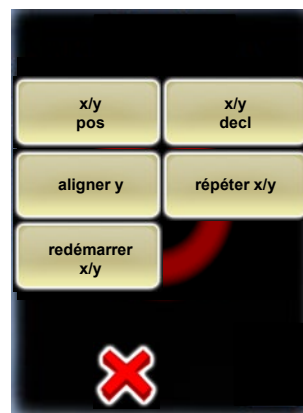 x/y
pos
x/y
decl
aligner y
répéter x/y
redémarrer
x/y